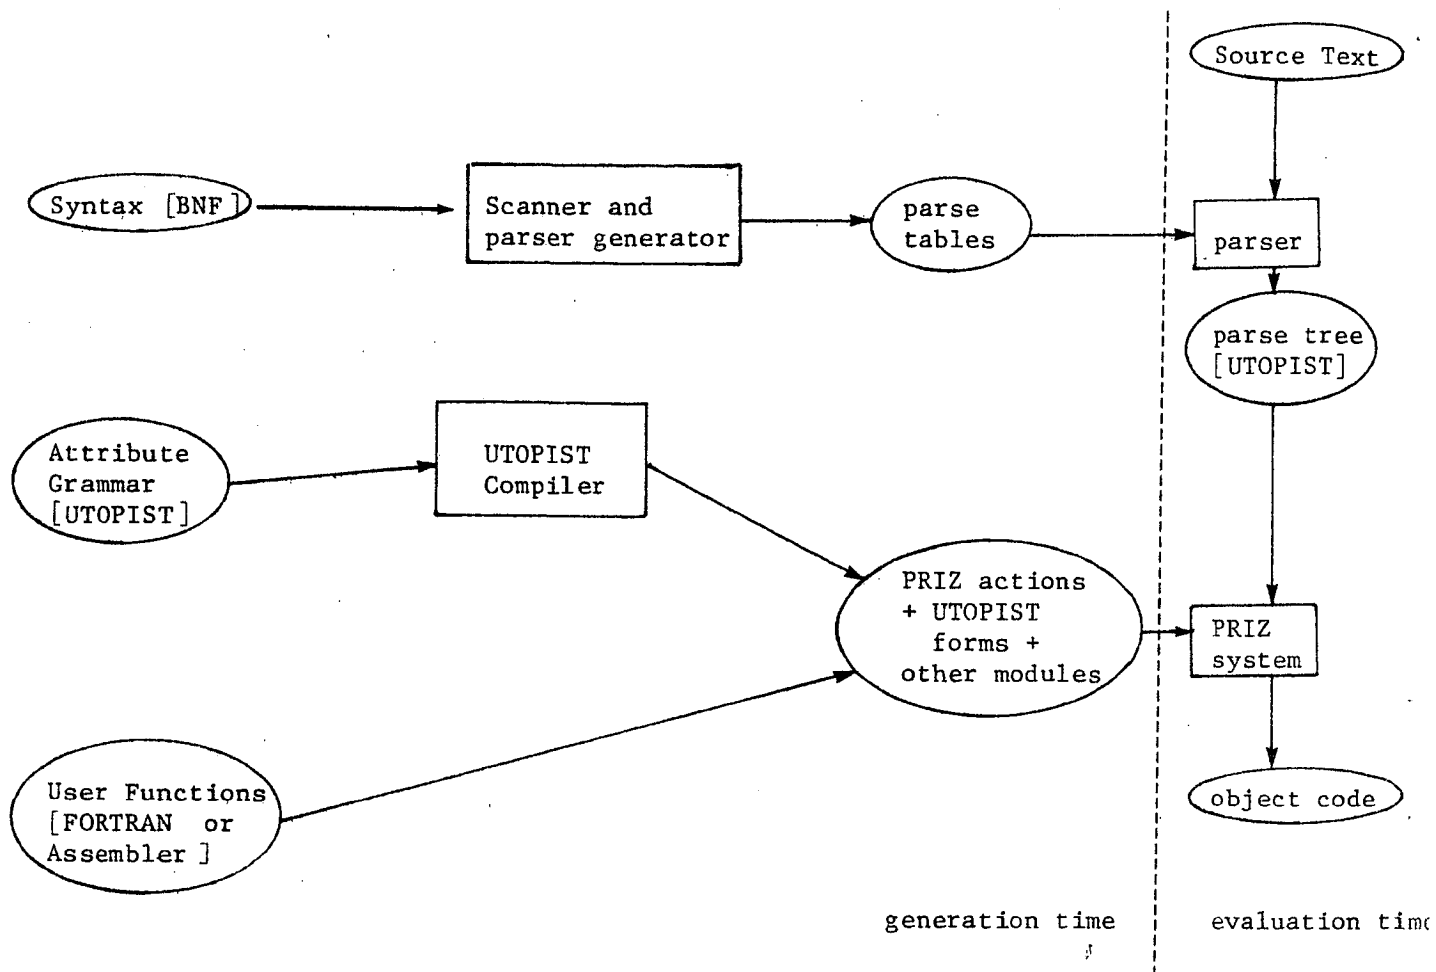 Source Text
Syntax [BNF]
Scanner and
parser generator
parse
tables
parser
parse tree
[UTOPIST]
Attribute
Grammar
[UTOPIST]
UTOPIST
Compiler
PRIZ actions
+ UTOPIST
forms +
other modules
PRIZ
system
User Functions
[FORTRAN or
Assembler ]
object code
generation time
evaluation time